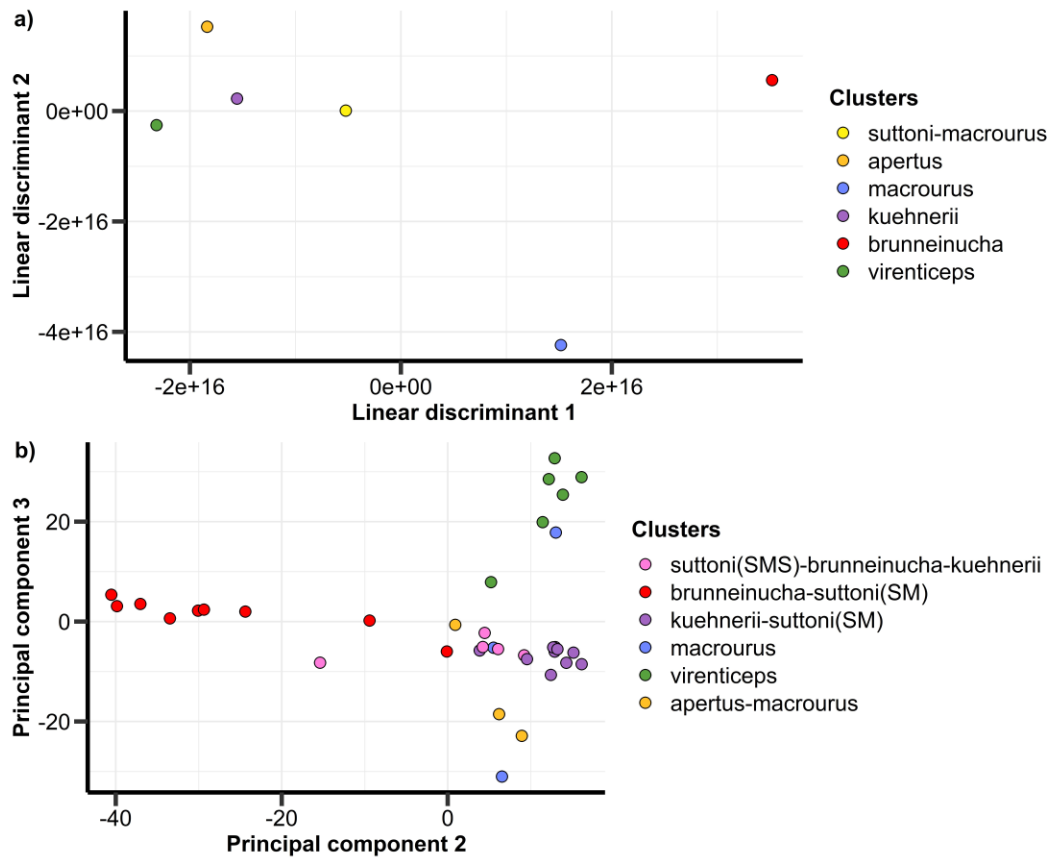 a)
Linear discriminant 2
0e+00
-2e+16
-4e+16
-2e+16
0e+00
2e+16
Linear discriminant 1
Clusters
suttoni-macrourus
apertus
macrourus
kuehnerii
brunneinucha
virenticeps
b)
Principal component 3
20
0
-20
-40
-20
0
Principal component 2
Clusters
suttoni(SMS)-brunneinucha-kuehnerii
brunneinucha-suttoni(SM)
kuehnerii-suttoni(SM)
macrourus
virenticeps
apertus-macrourus